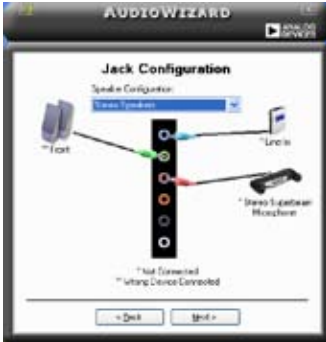 AUDIOWIZARD
ANALOG
DEVICES
Jack Configuration
Speaker Configuration:
Stereo Speakers
**Front
*Line In
*Stereo Superbeam
Microphone
* Not Connected
** Wrong Device Connected
< Back
Next >